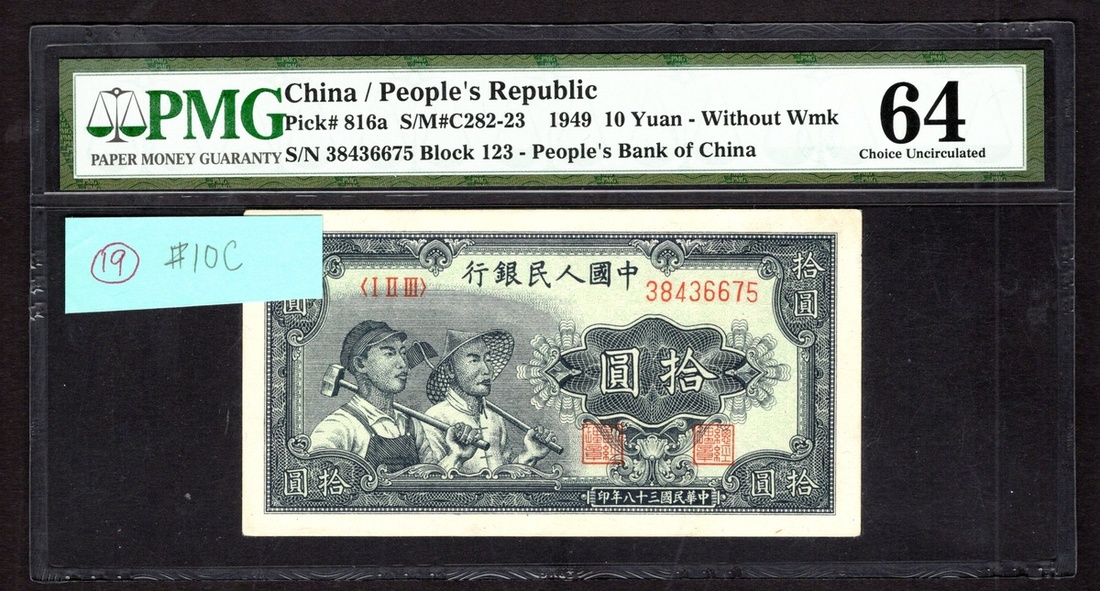 PMG
PAPER MONEY GUARANTY
China / People's Republic
Pick# 816a S/M#C282-23 1949 10 Yuan - Without Wmk
S/N 38436675 Block 123 - People's Bank of China
64
Choice Uncirculated
19 #10C
行銀民人國中
〈I II III〉
38436675
拾圓
圓
圓拾
圓拾
圓拾
印年八十三國民華中